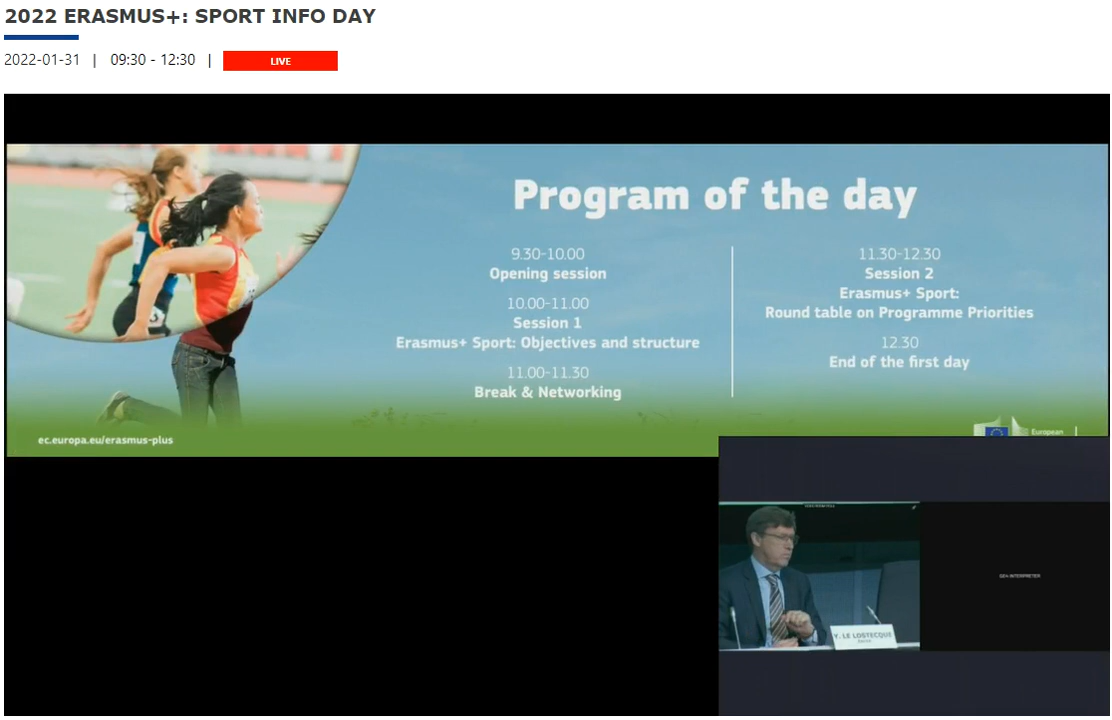 2022 ERASMUS+: SPORT INFO DAY
2022-01-31 | 09:30 - 12:30 | LIVE
Program of the day
9.30-10.00
Opening session
10.00-11.00
Session 1
Erasmus+ Sport: Objectives and structure
11.00-11.30
Break & Networking
11.30-12.30
Session 2
Erasmus+ Sport:
Round table on Programme Priorities
12.30
End of the first day
ec.europa.eu/erasmus-plus
European
Y. LE LOSTECQUE
INTERPRETER